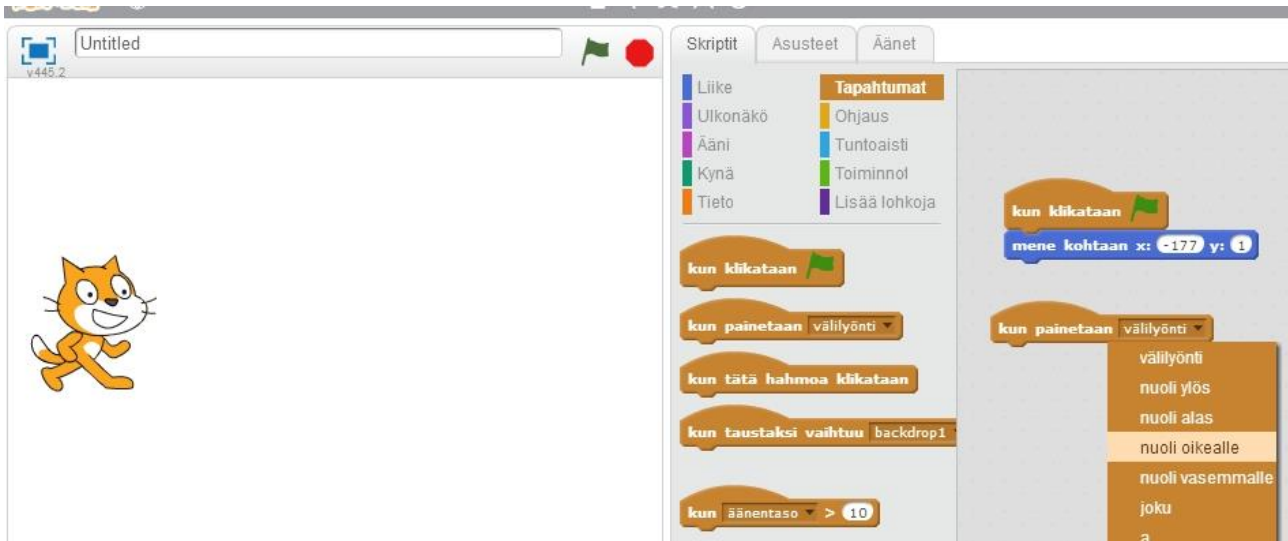 Untitled
v445.2
Skriptit Asusteet Äänet
Liike Tapahtumat
Ulkonäkö Ohjaus
Ääni Tuntoaisti
Kynä Toiminnot
Tieto Lisää lohkoja
kun klikataan
kun painetaan välilyönti
kun tätä hahmoa klikataan
kun taustaksi vaihtuu backdrop1
kun äänentaso > 10
kun klikataan
mene kohtaan x: -177 y: 1
kun painetaan välilyönti
välilyönti
nuoli ylös
nuoli alas
nuoli oikealle
nuoli vasemmalle
joku
a